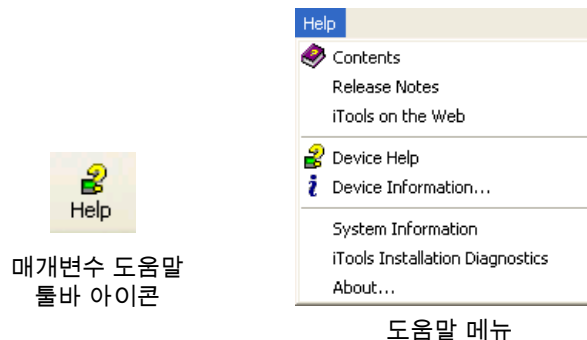 Help
매개변수 도움말
툴바 아이콘
Help
Contents
Release Notes
iTools on the Web
Device Help
Device Information...
System Information
iTools Installation Diagnostics
About...
도움말 메뉴